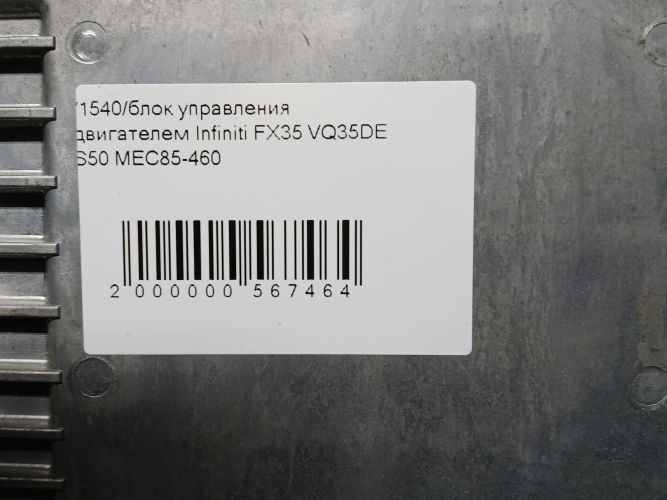 /1540/блок управления
двигателем Infiniti FX35 VQ35DE
S50 MEC85-460
2 000000 567464